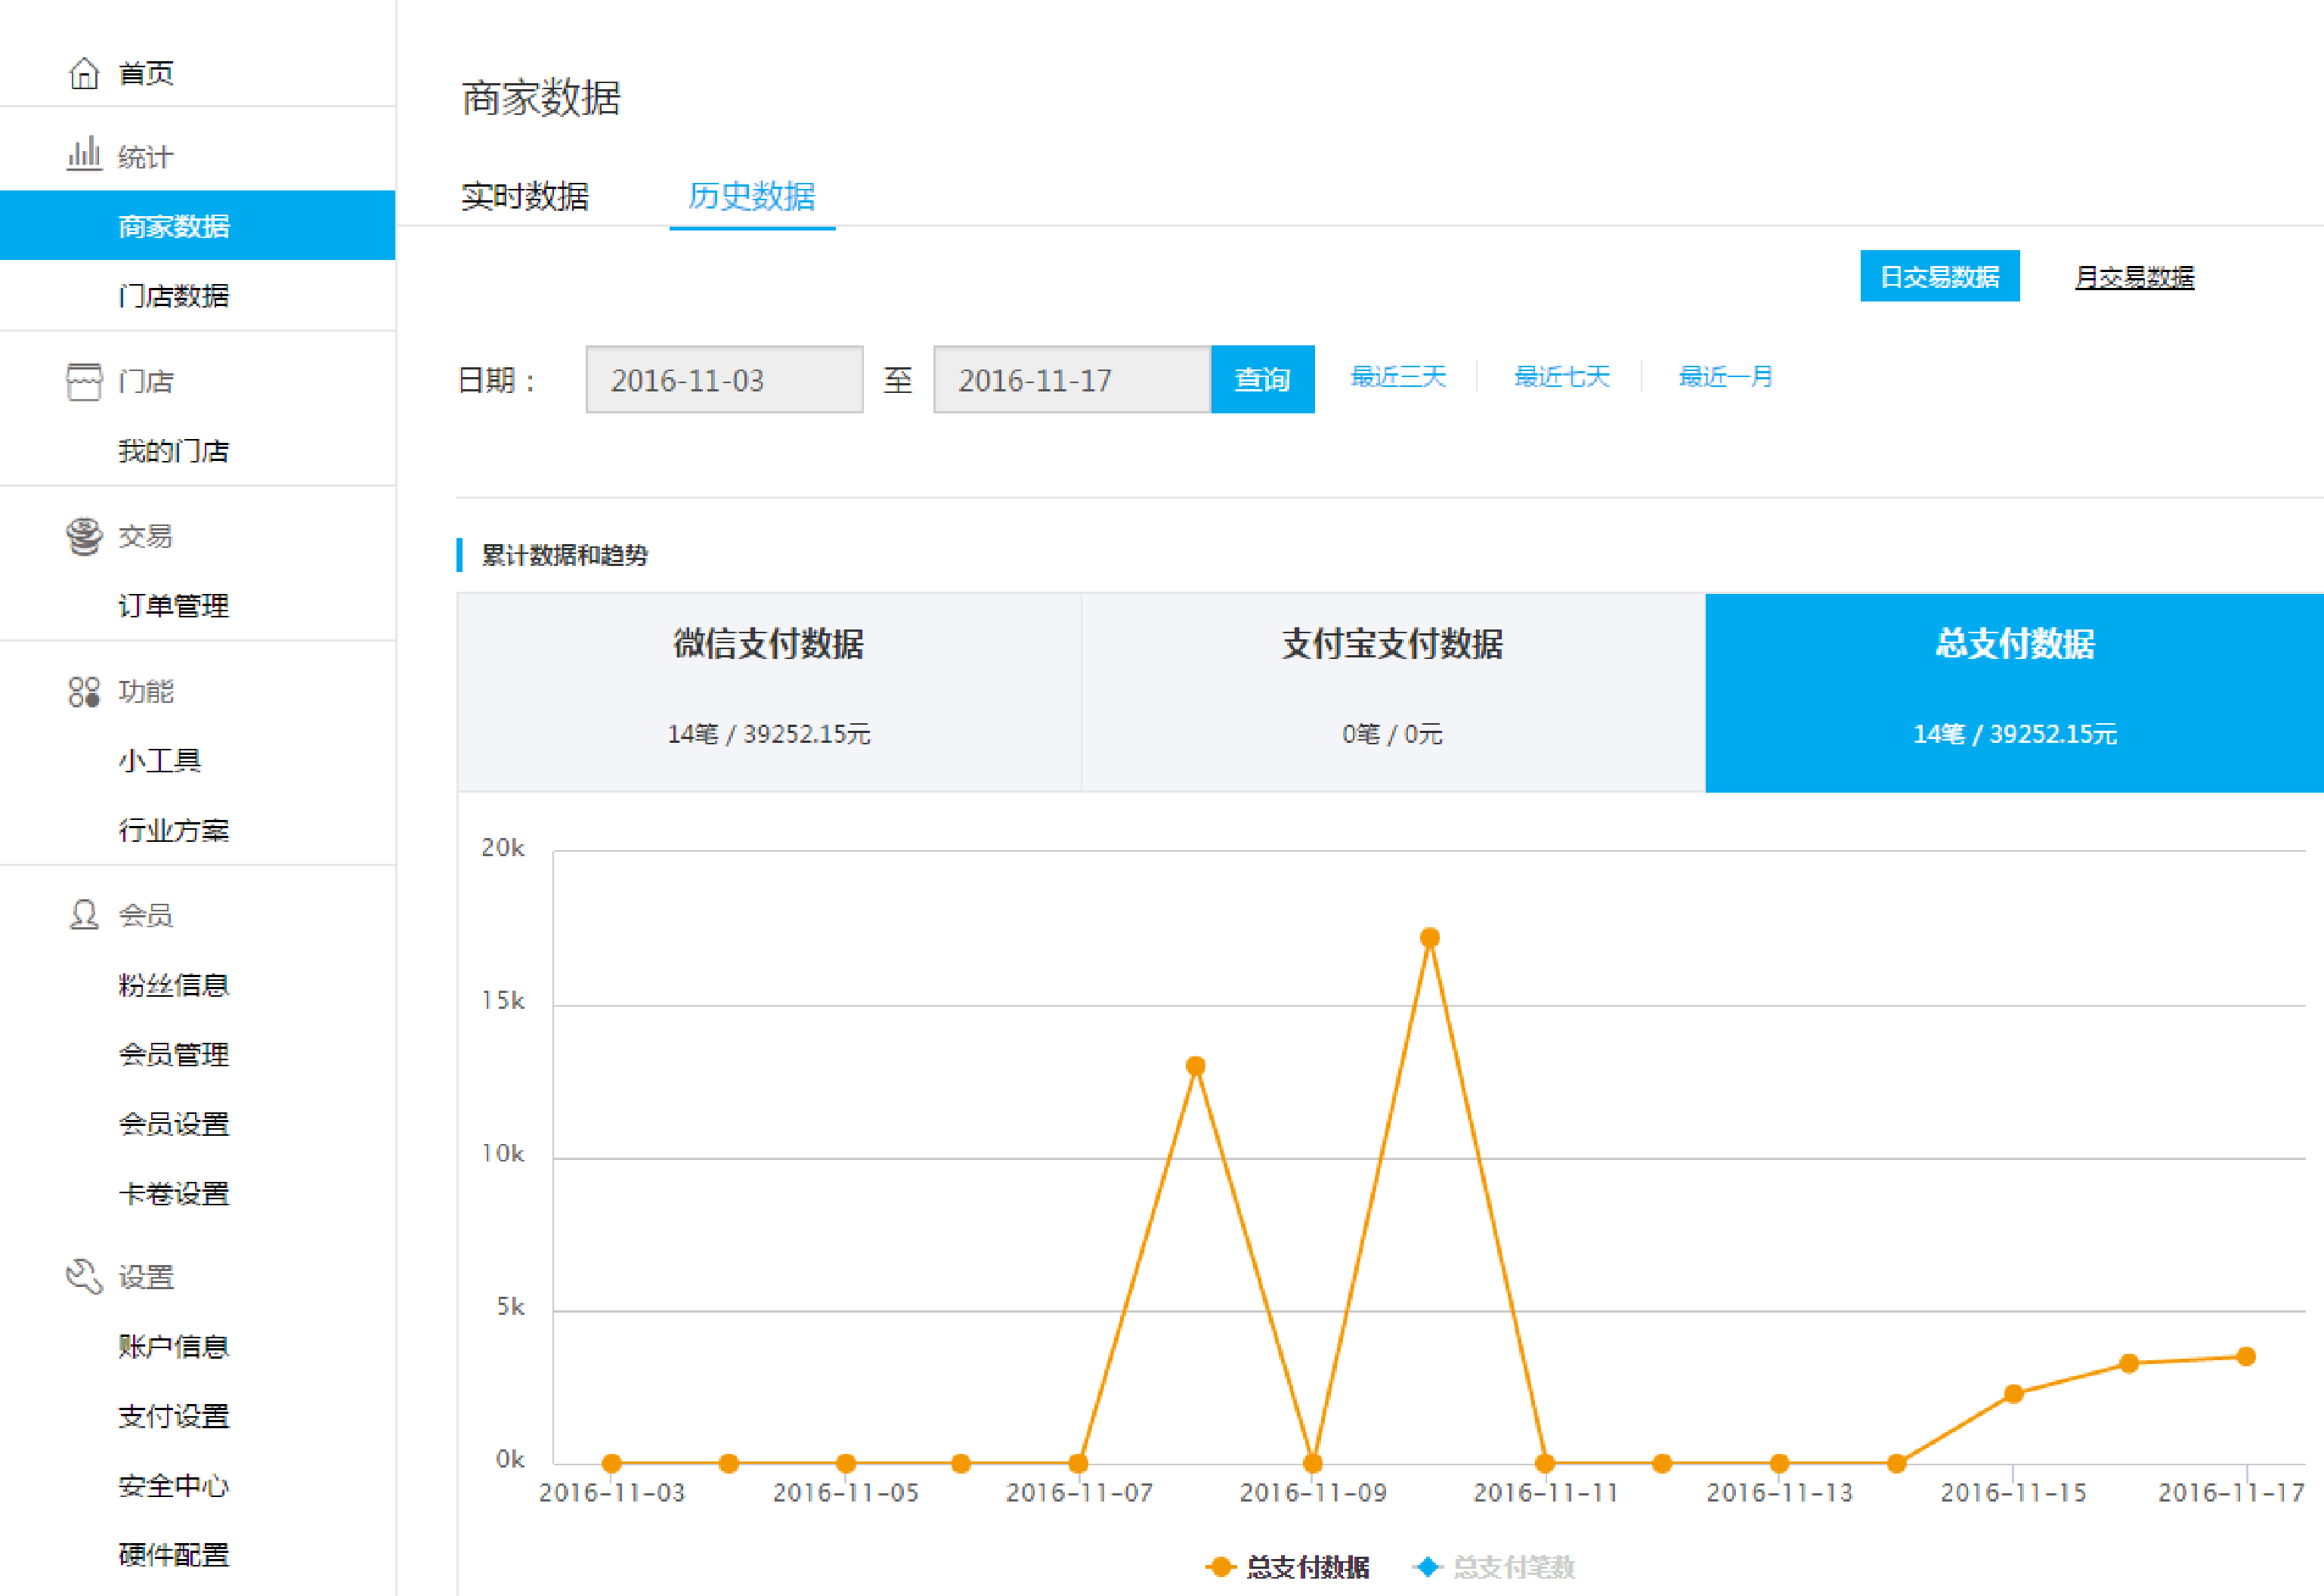 首页
统计
商家数据
门店数据
门店
我的门店
交易
订单管理
功能
小工具
行业方案
会员
粉丝信息
会员管理
会员设置
卡卷设置
设置
账户信息
支付设置
安全中心
硬件配置
商家数据
实时数据 历史数据
日交易数据 月交易数据
日期： 2016-11-03 至 2016-11-17 查询 最近三天 最近七天 最近一月
累计数据和趋势
微信支付数据 支付宝支付数据 总支付数据
14笔 / 39252.15元 0笔 / 0元 14笔 / 39252.15元
20k
15k
10k
5k
0k
2016-11-03 2016-11-05 2016-11-07 2016-11-09 2016-11-11 2016-11-13 2016-11-15 2016-11-17
总支付数据 总支付笔数